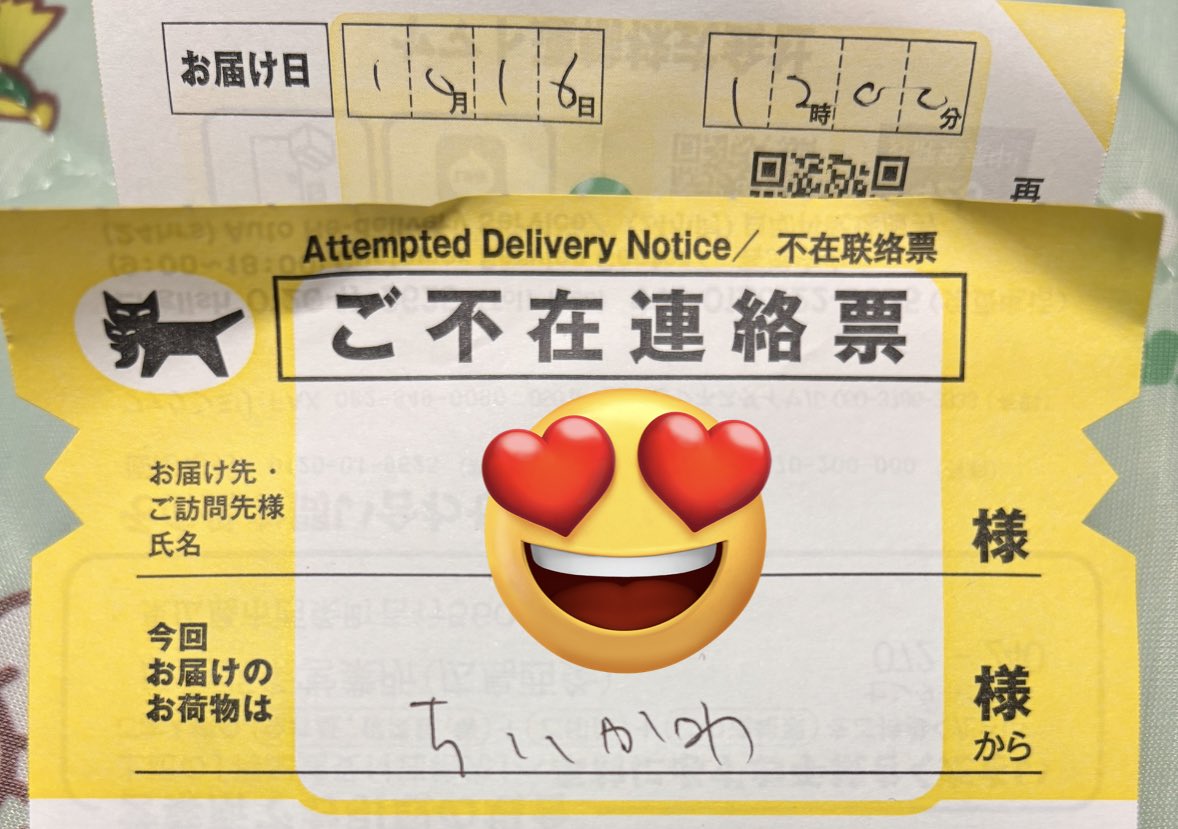 お届け日 10月16日 12時00分
再
Attempted Delivery Notice/ 不在联络票
ご不在連絡票
お届け先・
ご訪問先様
氏名 様
今回
お届けの
お荷物は ちいかわ 様
から